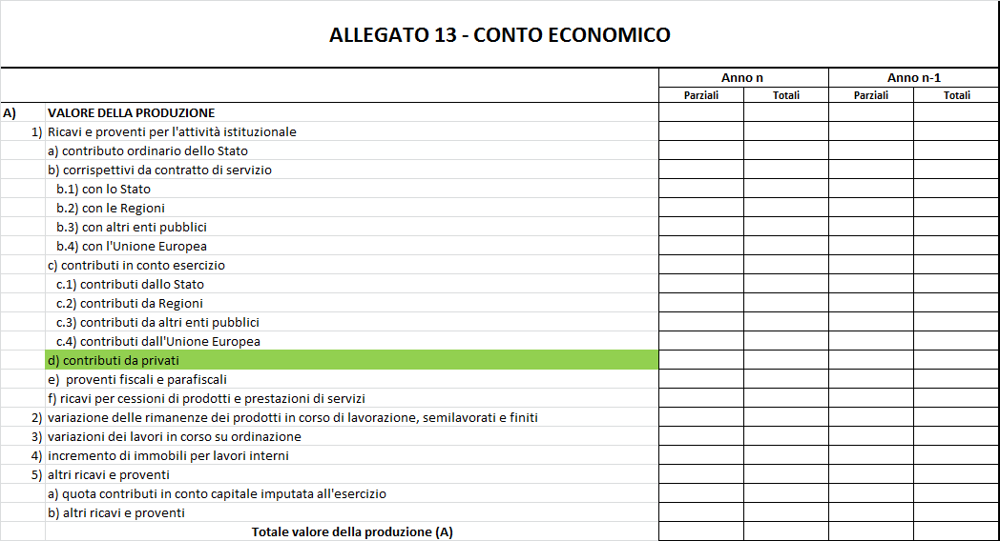 ALLEGATO 13 - CONTO ECONOMICO
Anno n Anno n-1
Parziali Totali Parziali Totali
A) VALORE DELLA PRODUZIONE
1) Ricavi e proventi per l'attività istituzionale
a) contributo ordinario dello Stato
b) corrispettivi da contratto di servizio
b.1) con lo Stato
b.2) con le Regioni
b.3) con altri enti pubblici
b.4) con l'Unione Europea
c) contributi in conto esercizio
c.1) contributi dallo Stato
c.2) contributi da Regioni
c.3) contributi da altri enti pubblici
c.4) contributi dall'Unione Europea
d) contributi da privati
e) proventi fiscali e parafiscali
f) ricavi per cessioni di prodotti e prestazioni di servizi
2) variazione delle rimanenze dei prodotti in corso di lavorazione, semilavorati e finiti
3) variazioni dei lavori in corso su ordinazione
4) incremento di immobili per lavori interni
5) altri ricavi e proventi
a) quota contributi in conto capitale imputata all'esercizio
b) altri ricavi e proventi
Totale valore della produzione (A)